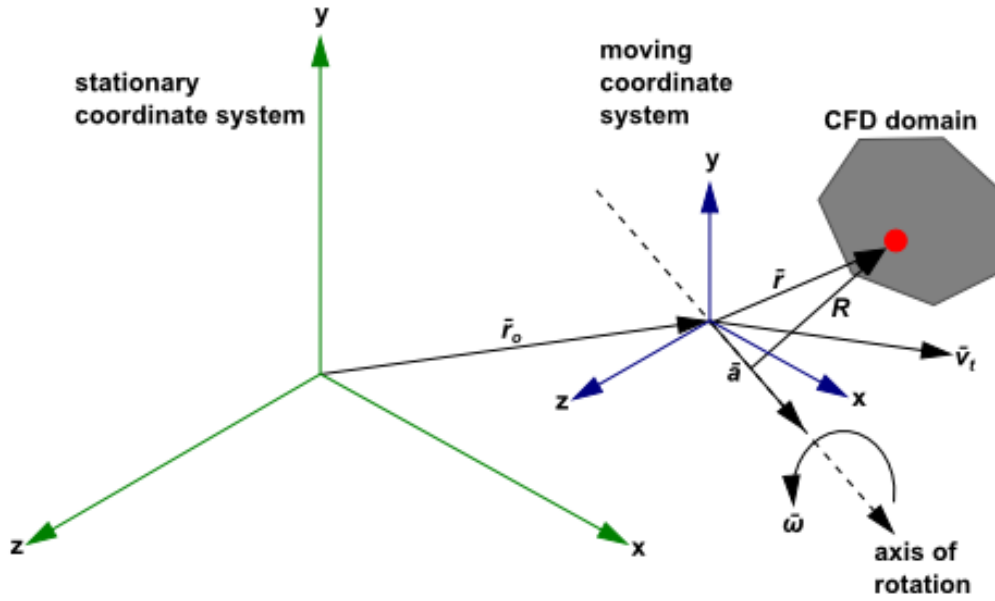 y
stationary
coordinate system
z
x
moving
coordinate
system
CFD domain
y
r̄
R
r̄ₒ
ā
v̄ₜ
z
x
ω̄
axis of
rotation